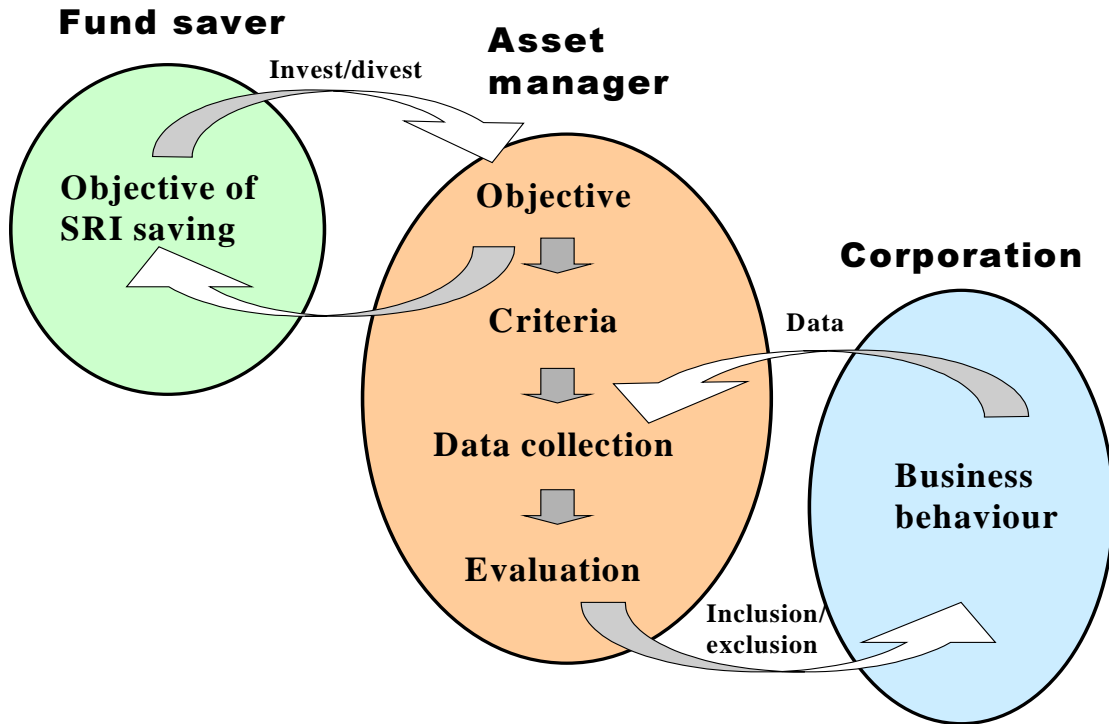 Fund saver
Asset
manager
Invest/divest
Objective of
SRI saving
Objective
Corporation
Criteria
Data
Data collection
Business
behaviour
Evaluation
Inclusion/
exclusion